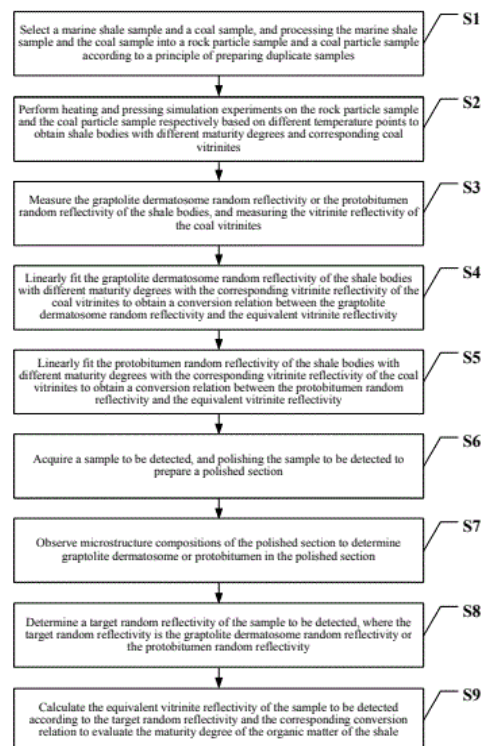 S1
Select a marine shale sample and a coal sample, and processing the marine shale
sample and the coal sample into a rock particle sample and a coal particle sample
according to a principle of preparing duplicate samples
S2
Perform heating and pressing simulation experiments on the rock particle sample
and the coal particle sample respectively based on different temperature points to
obtain shale bodies with different maturity degrees and corresponding coal
vitrinites
S3
Measure the graptolite dermatosome random reflectivity or the protobitumen
random reflectivity of the shale bodies, and measuring the vitrinite reflectivity of
the coal vitrinites
S4
Linearly fit the graptolite dermatosome random reflectivity of the shale bodies
with different maturity degrees with the corresponding vitrinite reflectivity of the
coal vitrinites to obtain a conversion relation between the graptolite
dermatosome random reflectivity and the equivalent vitrinite reflectivity
S5
Linearly fit the protobitumen random reflectivity of the shale bodies with
different maturity degrees with the corresponding vitrinite reflectivity of the coal
vitrinites to obtain a conversion relation between the protobitumen random
reflectivity and the equivalent vitrinite reflectivity
S6
Acquire a sample to be detected, and polishing the sample to be detected to
prepare a polished section
S7
Observe microstructure compositions of the polished section to determine
graptolite dermatosome or protobitumen in the polished section
S8
Determine a target random reflectivity of the sample to be detected, where the
target random reflectivity is the graptolite dermatosome random reflectivity or
the protobitumen random reflectivity
S9
Calculate the equivalent vitrinite reflectivity of the sample to be detected
according to the target random reflectivity and the corresponding conversion
relation to evaluate the maturity degree of the organic matter of the shale